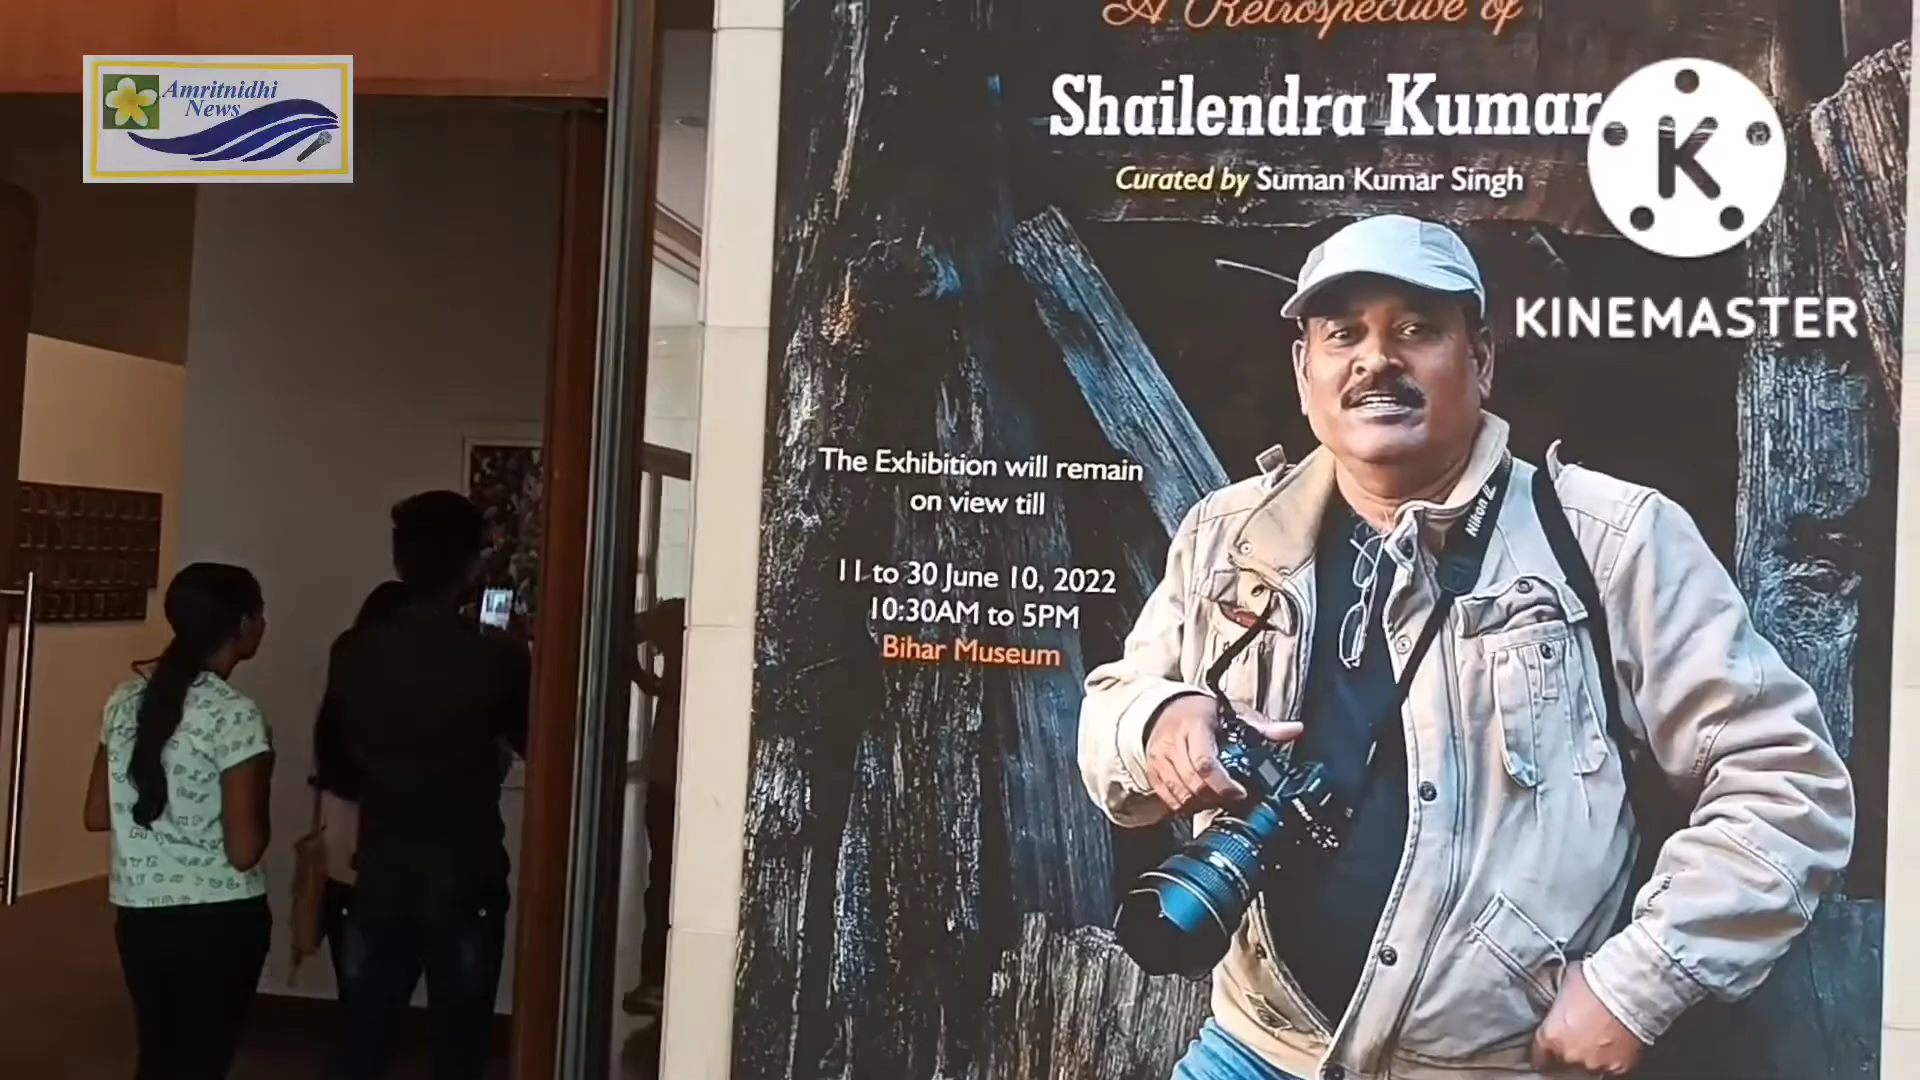 Amritnidhi
News
A Retrospective of
Shailendra Kumar
Curated by Suman Kumar Singh
K
KINEMASTER
The Exhibition will remain
on view till
11 to 30 June 10, 2022
10:30AM to 5PM
Bihar Museum
Nikon